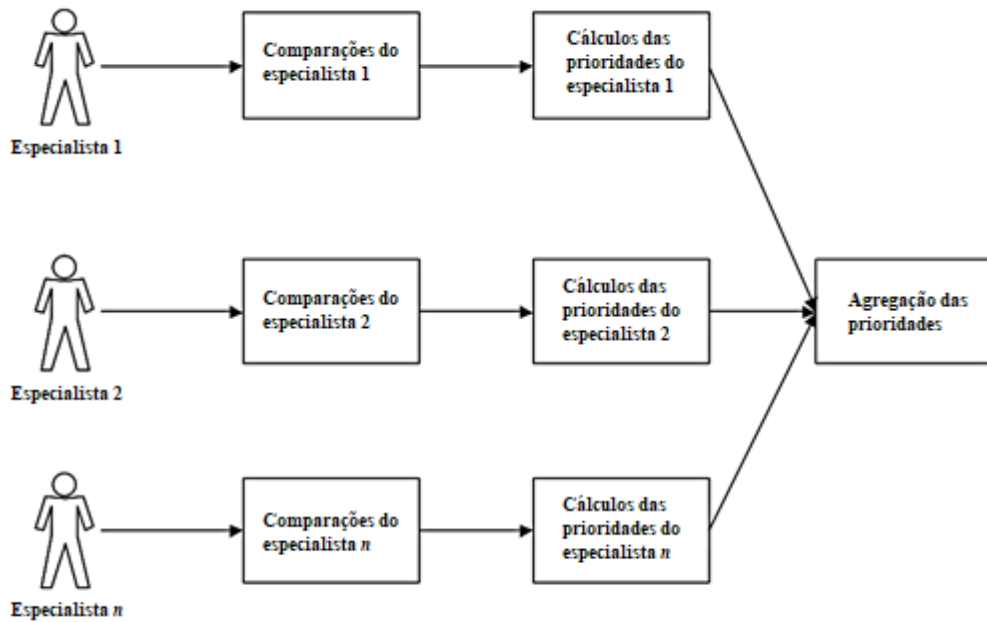 Comparações do
especialista 1
Cálculos das
prioridades do
especialista 1
Especialista 1
Comparações do
especialista 2
Cálculos das
prioridades do
especialista 2
Agregação das
prioridades
Especialista 2
Comparações do
especialista n
Cálculos das
prioridades do
especialista n
Especialista n